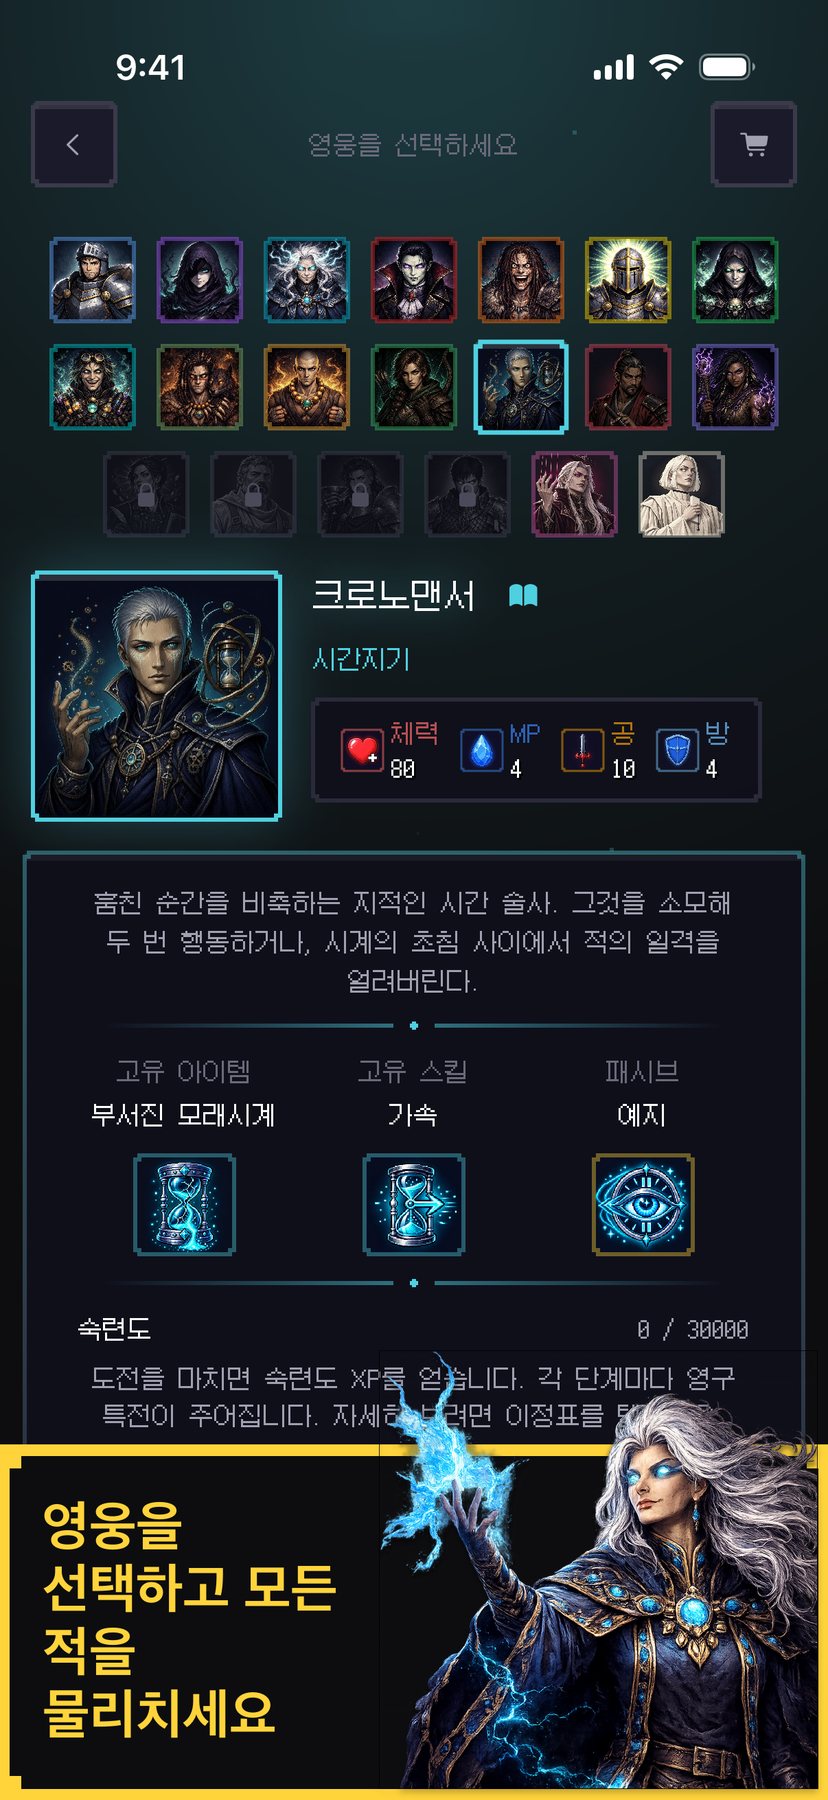 9:41
영웅을 선택하세요
크로노맨서
시간지기
체력 MP 공 방
80 4 10 4
훔친 순간을 비축하는 지적인 시간 술사. 그것을 소모해
두 번 행동하거나, 시계의 초침 사이에서 적의 일격을
얼려버린다.
고유 아이템 고유 스킬 패시브
부서진 모래시계 가속 예지
숙련도 0 / 30000
도전을 마치면 숙련도 XP를 얻습니다. 각 단계마다 영구
특전이 주어집니다. 이정표를
영웅을
선택하고 모든
적을
물리치세요